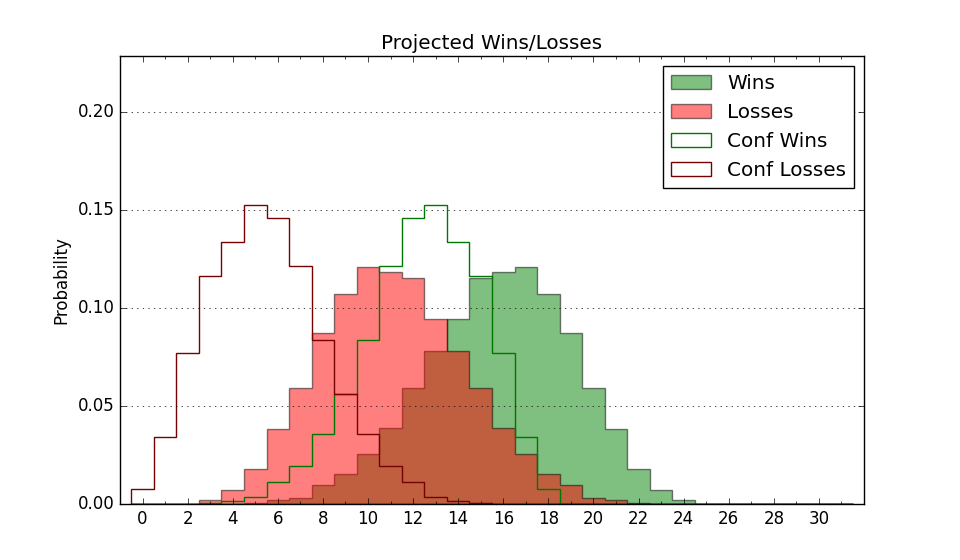 Projected Wins/Losses
Wins
Losses
Conf Wins
Conf Losses
Probability
0.20
0.15
0.10
0.05
0.00
0 2 4 6 8 10 12 14 16 18 20 22 24 26 28 30